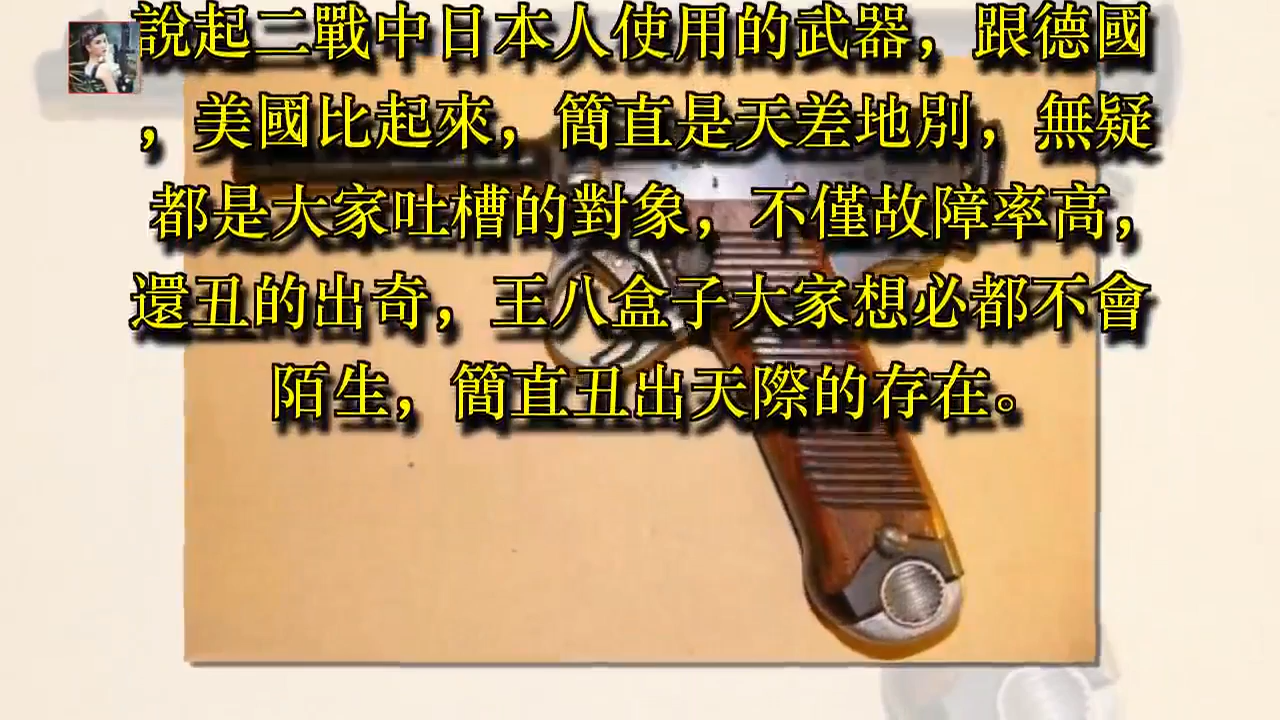 說起二戰中日本人使用的武器，跟德國
，美國比起來，簡直是天差地別，無疑
都是大家吐槽的對象，不僅故障率高，
還丑的出奇，王八盒子大家想必都不會
陌生，簡直丑出天際的存在。